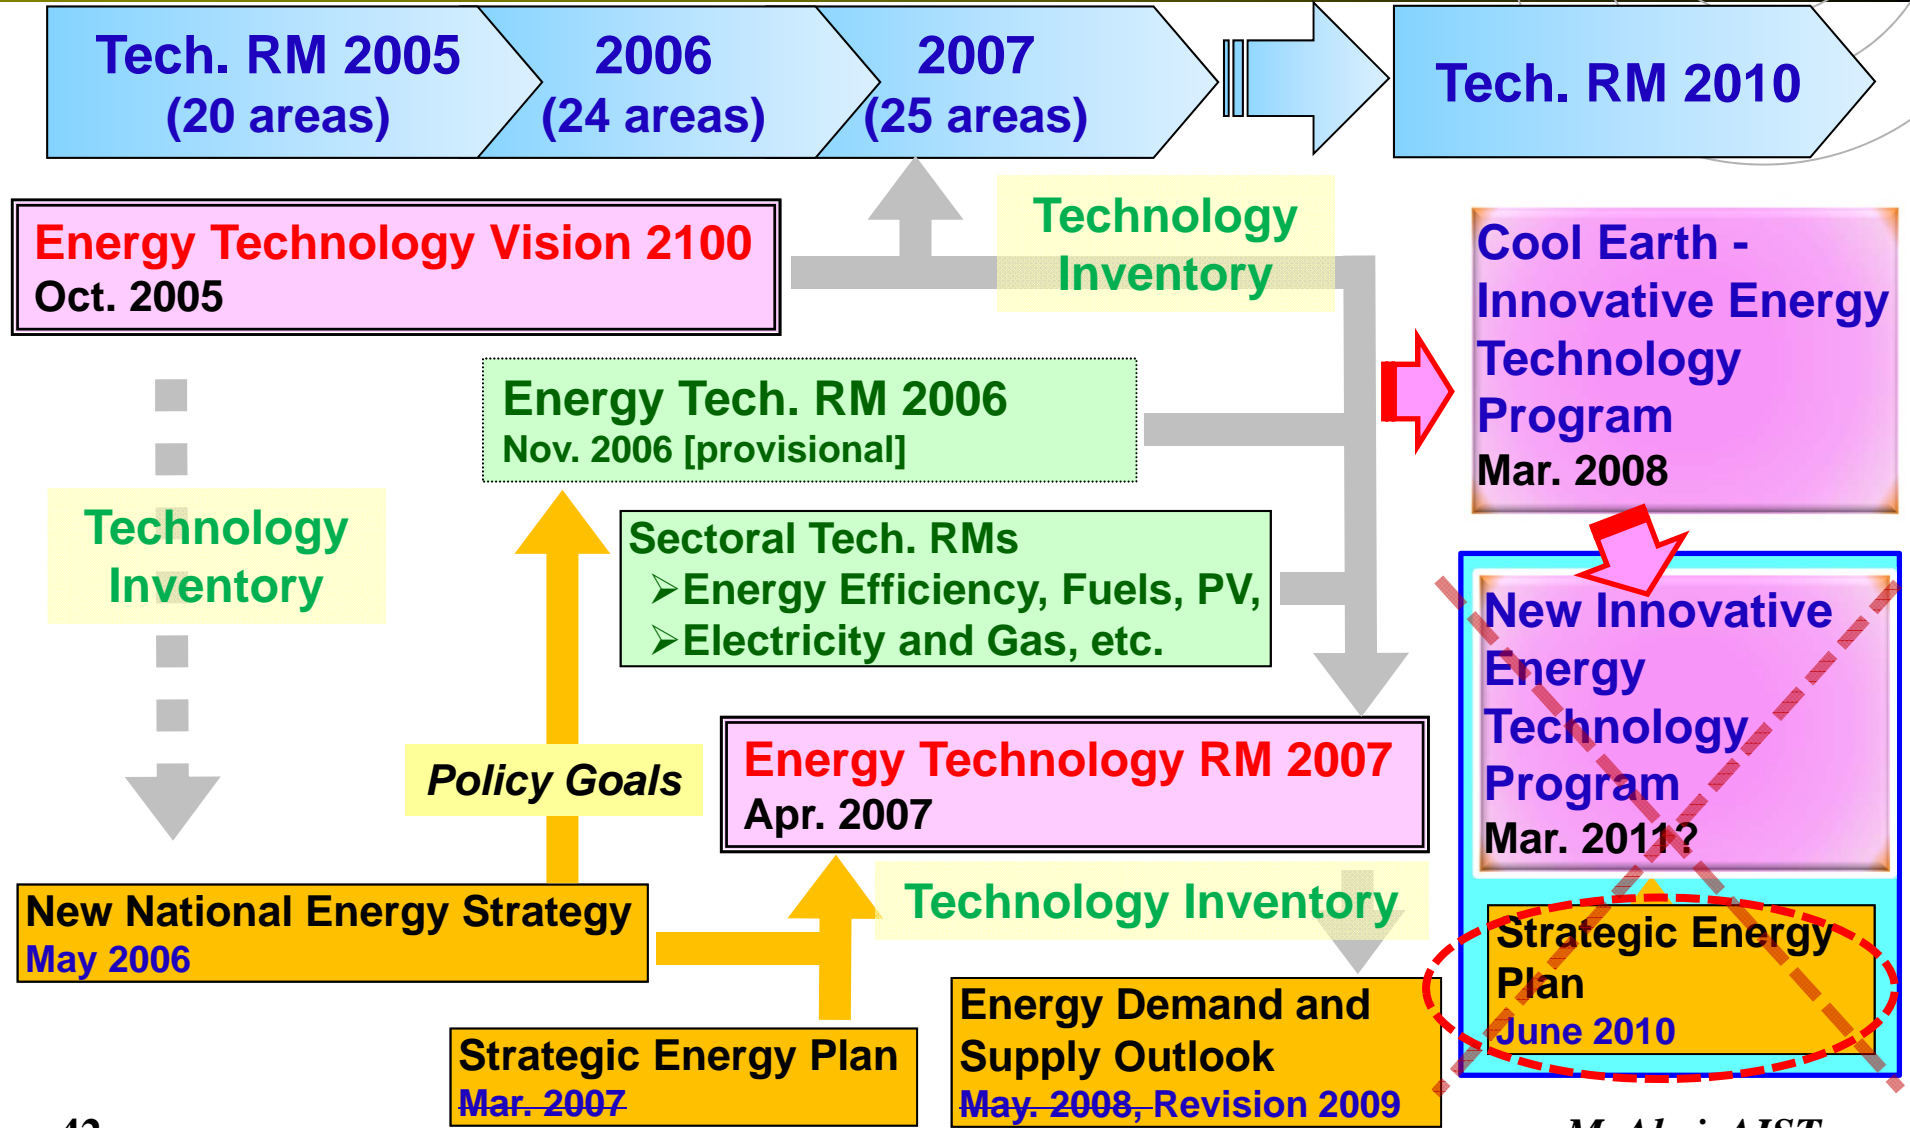 Tech. RM 2005
(20 areas)
2006
(24 areas)
2007
(25 areas)
Tech. RM 2010
Energy Technology Vision 2100
Oct. 2005
Technology
Inventory
Cool Earth -
Innovative Energy
Technology
Program
Mar. 2008
Energy Tech. RM 2006
Nov. 2006 [provisional]
Technology
Inventory
Sectoral Tech. RMs
➢Energy Efficiency, Fuels, PV,
➢Electricity and Gas, etc.
New Innovative
Energy
Technology
Program
Mar. 2011?
Policy Goals
Energy Technology RM 2007
Apr. 2007
New National Energy Strategy
May 2006
Technology Inventory
Strategic Energy
Plan
June 2010
Strategic Energy Plan
Mar. 2007
Energy Demand and
Supply Outlook
May. 2008, Revision 2009
42
AIST